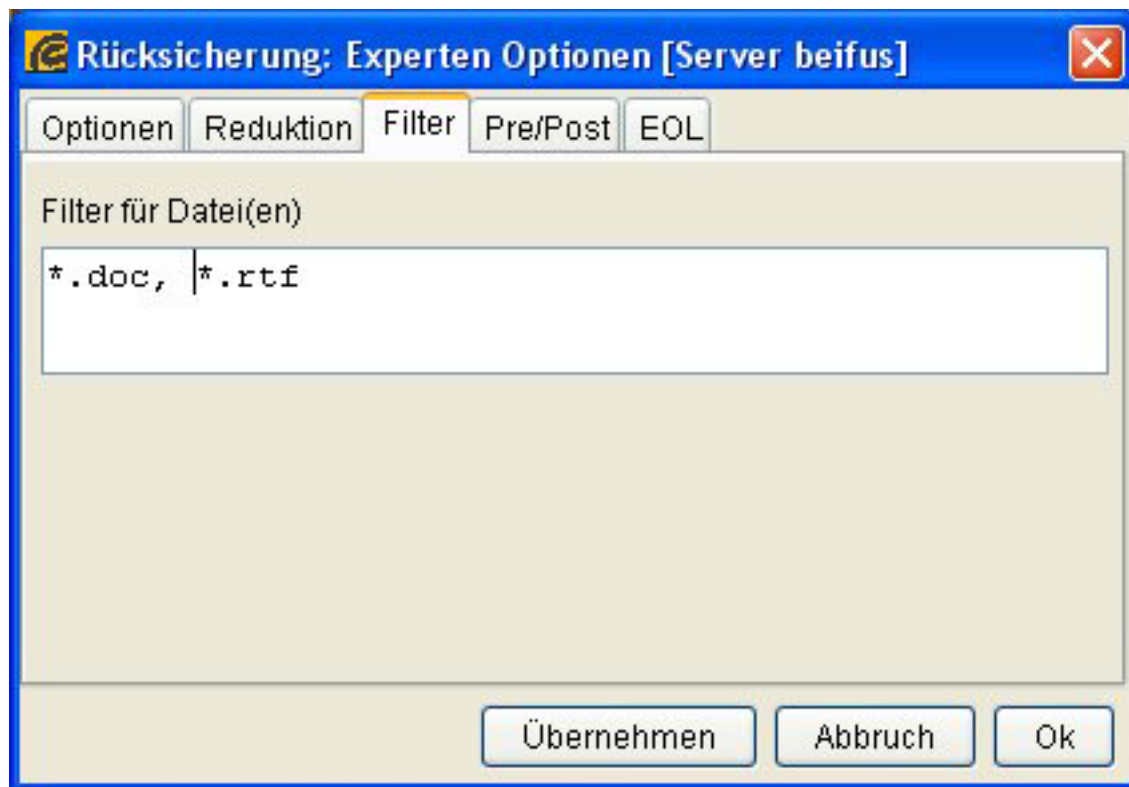 Rücksicherung: Experten Optionen [Server beifus]
Optionen Reduktion Filter Pre/Post EOL
Filter für Datei(en)
*.doc, *.rtf
Übernehmen Abbruch Ok